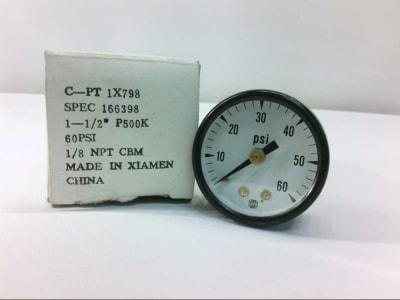 C-PT 1X798
SPEC 166398
1-1/2" P500K
60PSI
1/8 NPT CBM
MADE IN XIAMEN
CHINA
30
20
40
psi
10
50
60